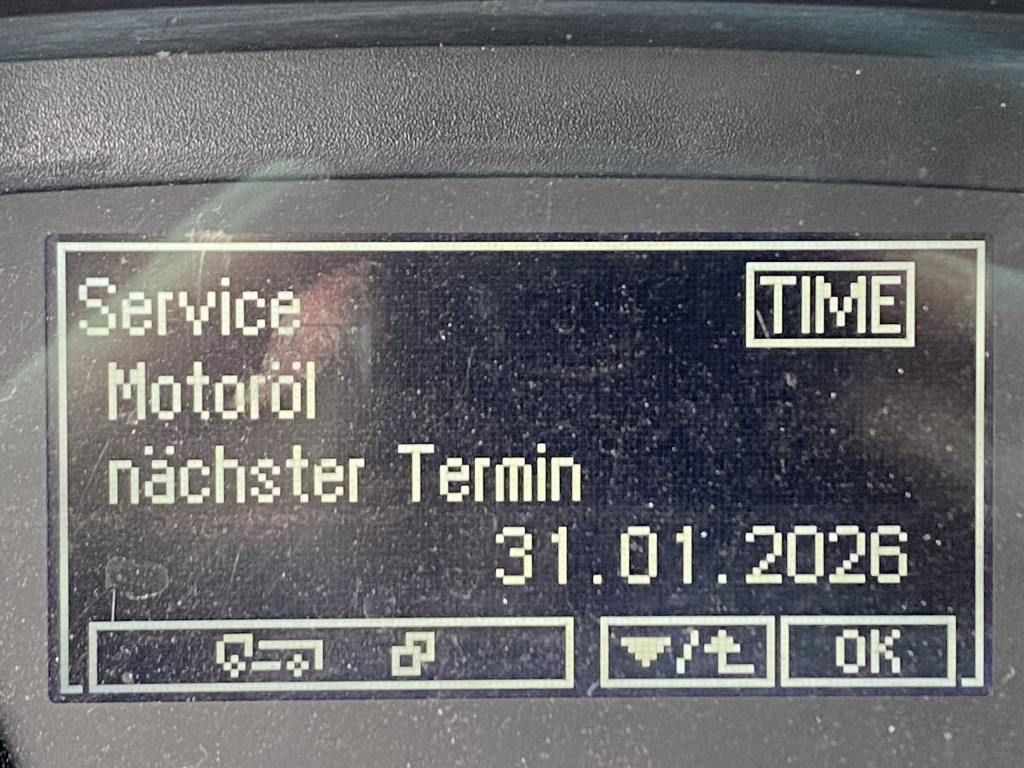 Service TIME
Motoröl
nächster Termin
31.01.2026
/ OK